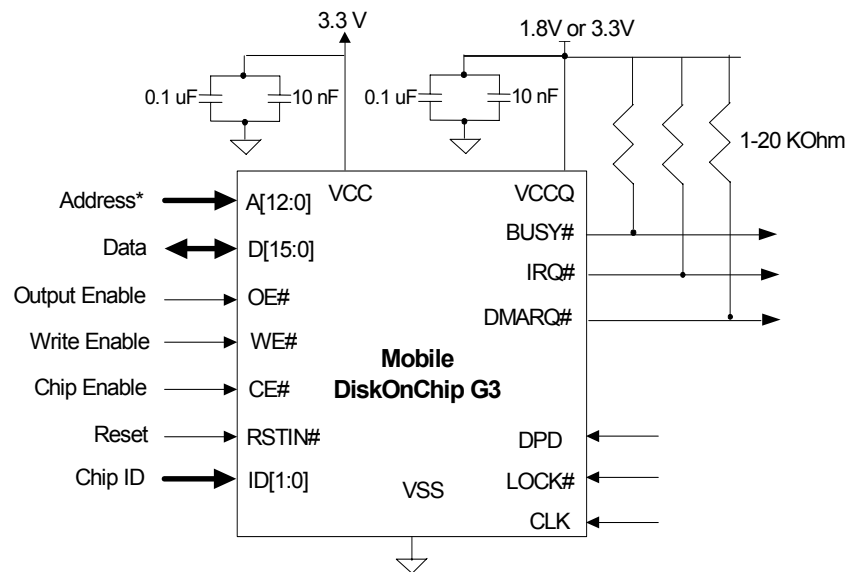 3.3 V
1.8V or 3.3V
0.1 uF
10 nF
0.1 uF
10 nF
1-20 KOhm
VCC
VCCQ
Address*
A[12:0]
BUSY#
Data
D[15:0]
IRQ#
Output Enable
OE#
DMARQ#
Write Enable
WE#
Mobile
DiskOnChip G3
Chip Enable
CE#
Reset
RSTIN#
DPD
Chip ID
ID[1:0]
VSS
LOCK#
CLK